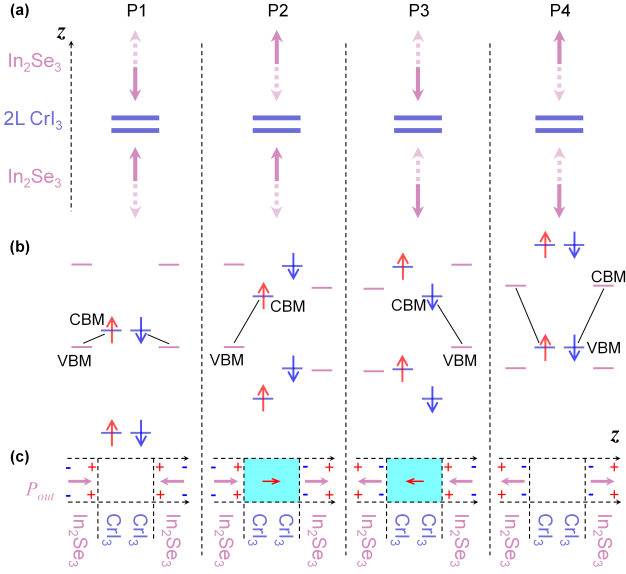 (a) P1 P2 P3 P4
z
In₂Se₃
2L CrI₃
In₂Se₃
(b)
CBM
VBM
CBM
VBM
CBM
VBM
CBM
VBM
z
(c)
- + - + - + - + + - + - + - - +
P_out
- + - + - + - + + - + - + - - +
In₂Se₃ CrI₃ CrI₃ In₂Se₃ In₂Se₃ CrI₃ CrI₃ In₂Se₃ In₂Se₃ CrI₃ CrI₃ In₂Se₃ In₂Se₃ CrI₃ CrI₃ In₂Se₃